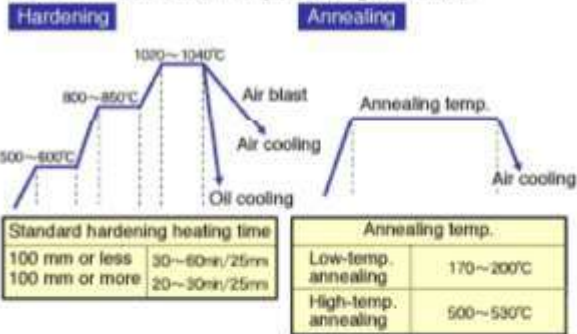 Hardening
Annealing
1020~1040℃
800~850℃
500~600℃
Air blast
Air cooling
Oil cooling
Annealing temp.
Air cooling
Standard hardening heating time
100 mm or less 30~60min/25mm
100 mm or more 20~30min/25mm
Annealing temp.
Low-temp. annealing 170~200℃
High-temp. annealing 500~530℃